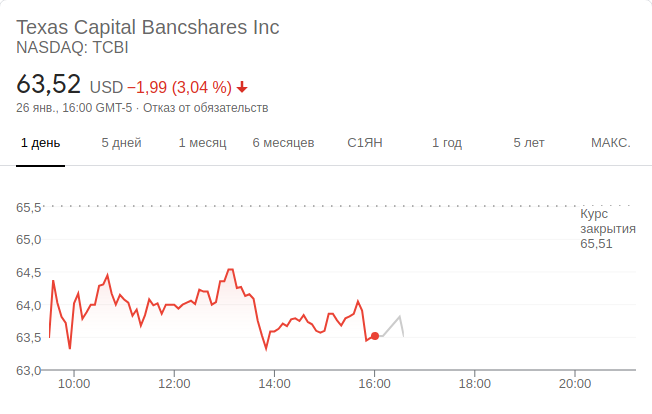 Texas Capital Bancshares Inc
NASDAQ: TCBI
63,52 USD −1,99 (3,04 %)
26 янв., 16:00 GMT-5 · Отказ от обязательств
1 день 5 дней 1 месяц 6 месяцев С1ЯН 1 год 5 лет МАКС.
65,5
Курс
закрытия
65,51
65,0
64,5
64,0
63,5
63,0
10:00 12:00 14:00 16:00 18:00 20:00